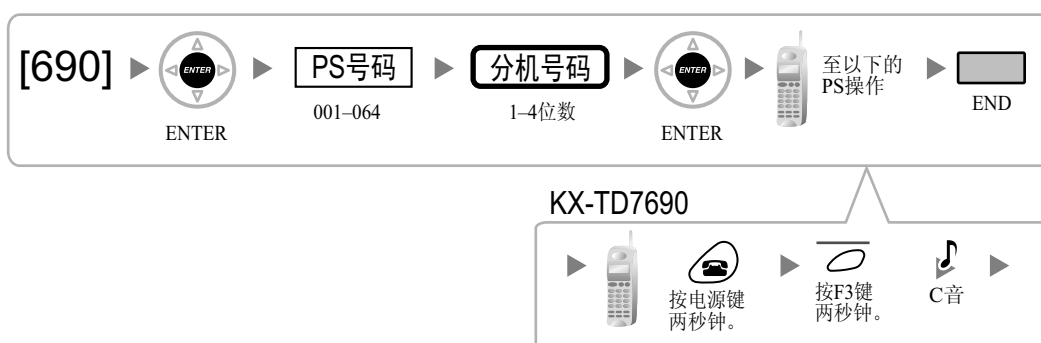 [690]
ENTER
ENTER
PS号码
001–064
分机号码
1–4位数
ENTER
ENTER
至以下的
PS操作
END
KX-TD7690
按电源键
两秒钟。
按F3键
两秒钟。
C音